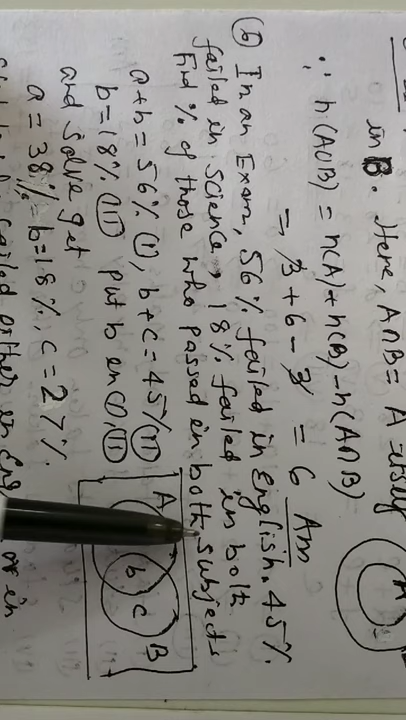 in B. Here, A∩B = A itself
∵ n(A∪B) = n(A) + n(B) - n(A∩B)
= 3 + 6 - 3 = 6 Ans
(b) In an Exam, 56% failed in English. 45%
failed in Science, 18% failed in both.
Find % of those who passed in both subjects
a+b = 56% (I), b+c = 45% (II)
b = 18% (III) put b in (I), (II)
and solve get
a = 38%, b = 18%, c = 27%.
failed either in Eng or in
A
b
c
B